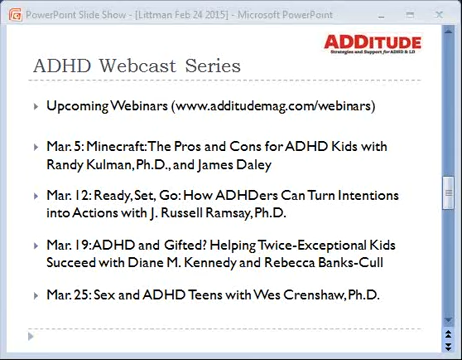 PowerPoint Slide Show - [Littman Feb 24 2015] - Microsoft PowerPoint
ADDITUDE
Strategies and Support for ADHD & LD
ADHD Webcast Series
Upcoming Webinars (www.additudemag.com/webinars)
Mar. 5: Minecraft: The Pros and Cons for ADHD Kids with
Randy Kulman, Ph.D., and James Daley
Mar. 12: Ready, Set, Go: How ADHDers Can Turn Intentions
into Actions with J. Russell Ramsay, Ph.D.
Mar. 19: ADHD and Gifted? Helping Twice-Exceptional Kids
Succeed with Diane M. Kennedy and Rebecca Banks-Cull
Mar. 25: Sex and ADHD Teens with Wes Crenshaw, Ph.D.